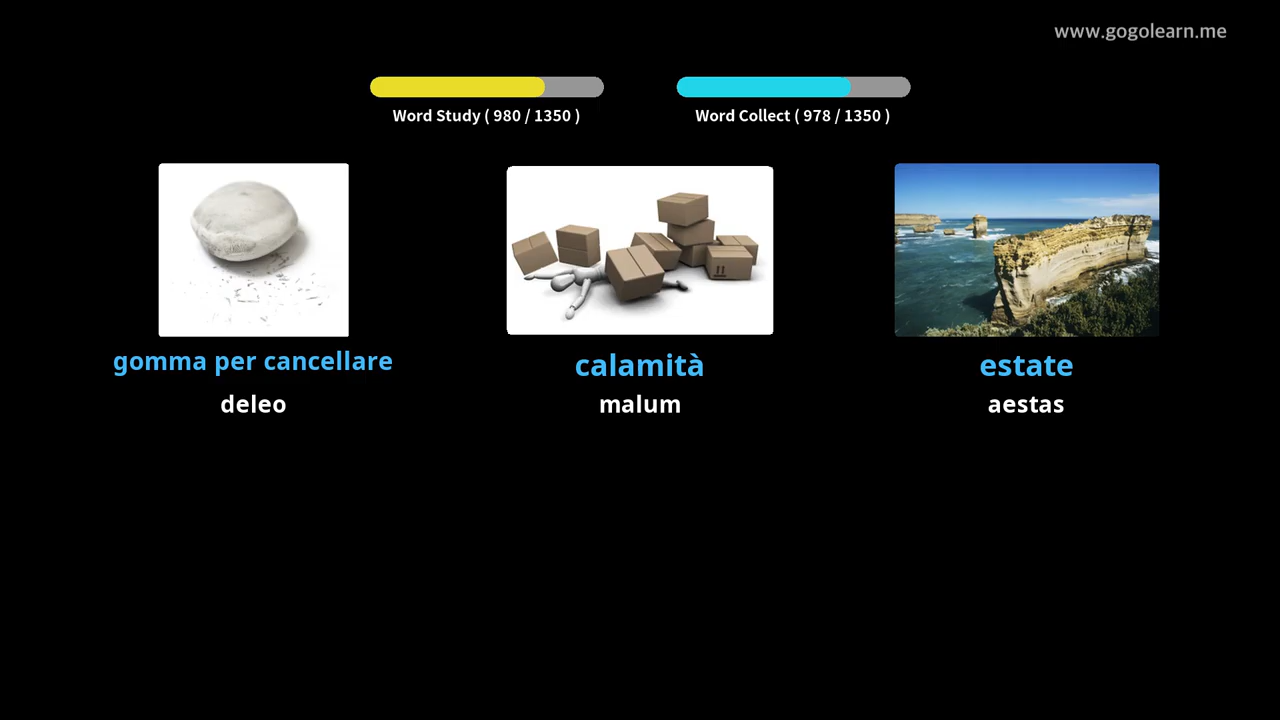 www.gogolearn.me
Word Study ( 980 / 1350 )
Word Collect ( 978 / 1350 )
gomma per cancellare
calamità
estate
deleo
malum
aestas